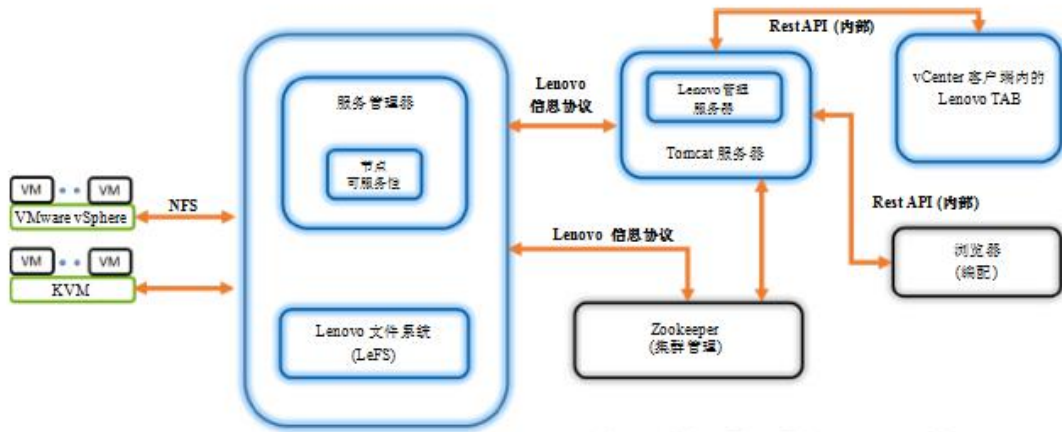 RestAPI (内部)
vCenter 客户端内的
Lenovo TAB
Lenovo
信息协议
Lenovo管理
服务器
Tomcat 服务器
服务管理器
节点
可服务性
VM
VM
VMware vSphere
NFS
Rest API (内部)
Lenovo 信息协议
浏览器
(编配)
VM
VM
KVM
Lenovo 文件系统
(LeFS)
Zookeeper
(集群管理)